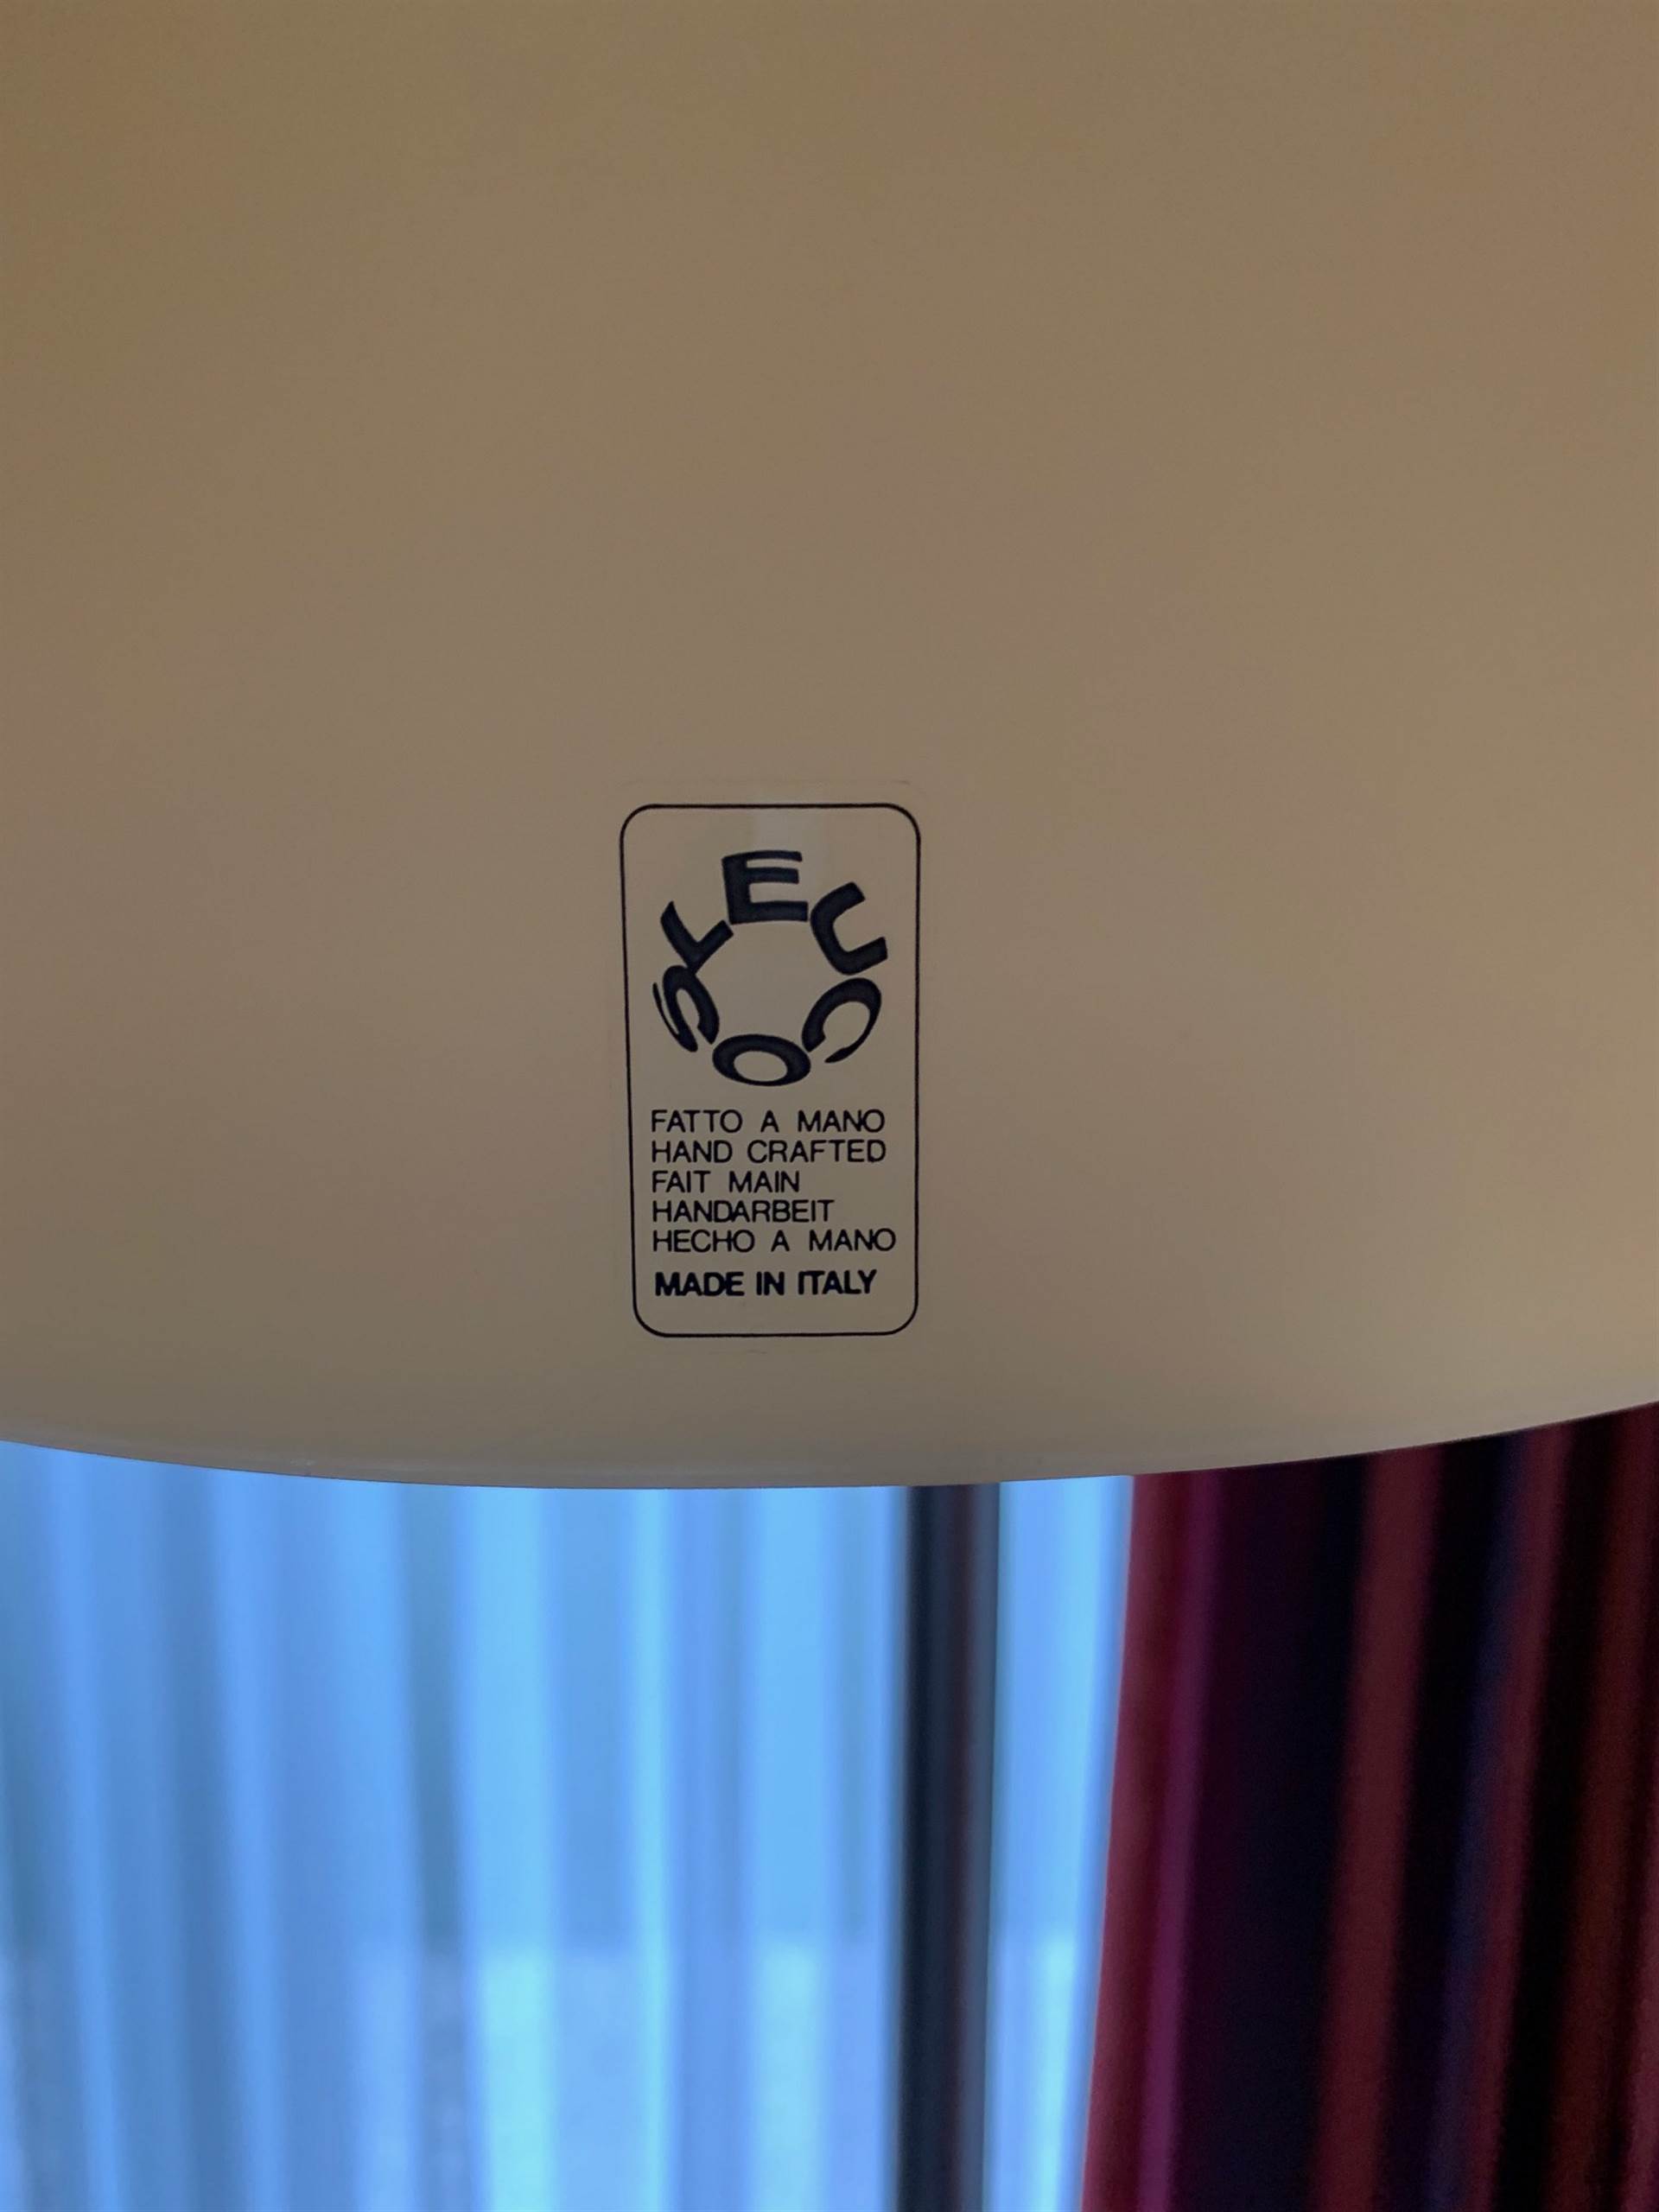 LEUCOS
FATTO A MANO
HAND CRAFTED
FAIT MAIN
HANDARBEIT
HECHO A MANO
MADE IN ITALY